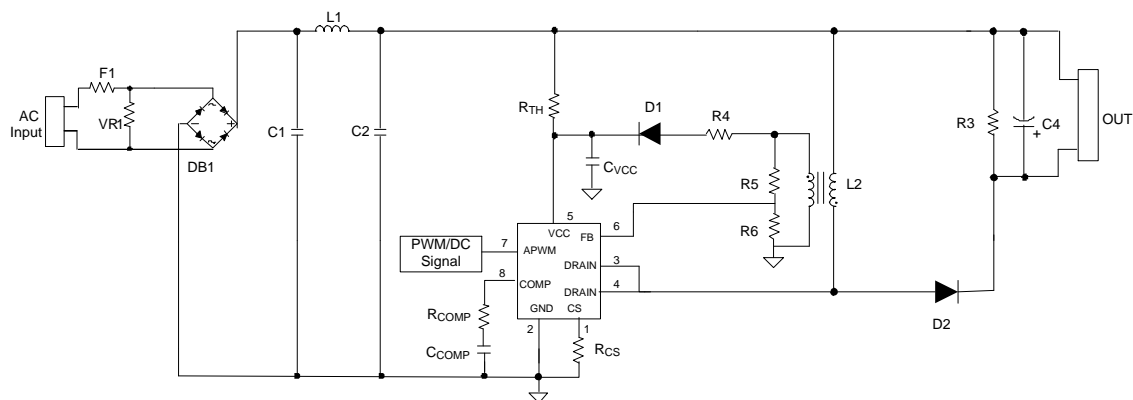 L1
F1
AC
Input
VR1
DB1
C1
C2
RTH
D1
R4
CVCC
R5
R6
L2
R3
C4
+
OUT
PWM/DC
Signal
7
8
5
6
3
4
2
1
VCC
FB
APWM
DRAIN
COMP
DRAIN
GND
CS
RCOMP
CCOMP
RCS
D2